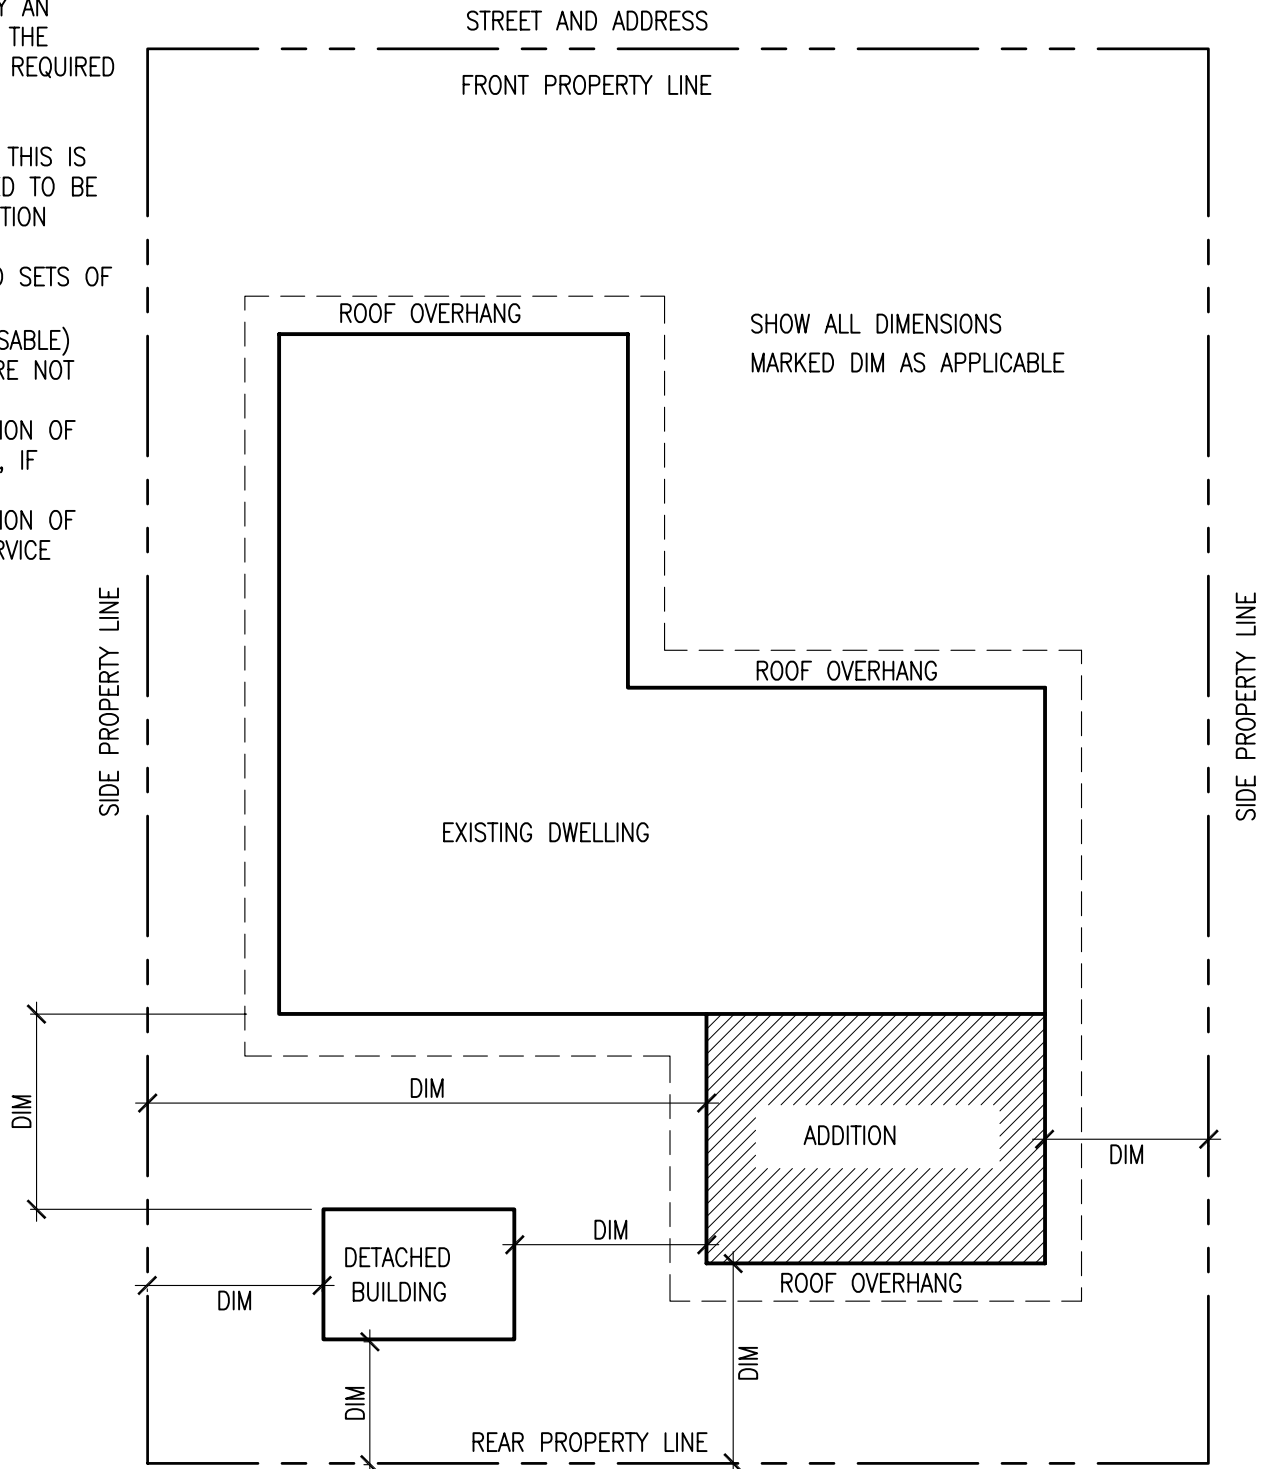 Y AN
THE
REQUIRED
THIS IS
TO BE
SETS OF
NOT
OF
, IF
OF
STREET AND ADDRESS
FRONT PROPERTY LINE
ROOF OVERHANG
SHOW ALL DIMENSIONS
MARKED DIM AS APPLICABLE
SIDE PROPERTY LINE
ROOF OVERHANG
SIDE PROPERTY LINE
EXISTING DWELLING
DIM
DIM
ADDITION
DIM
DIM
DETACHED
BUILDING
DIM
ROOF OVERHANG
DIM
DIM
REAR PROPERTY LINE